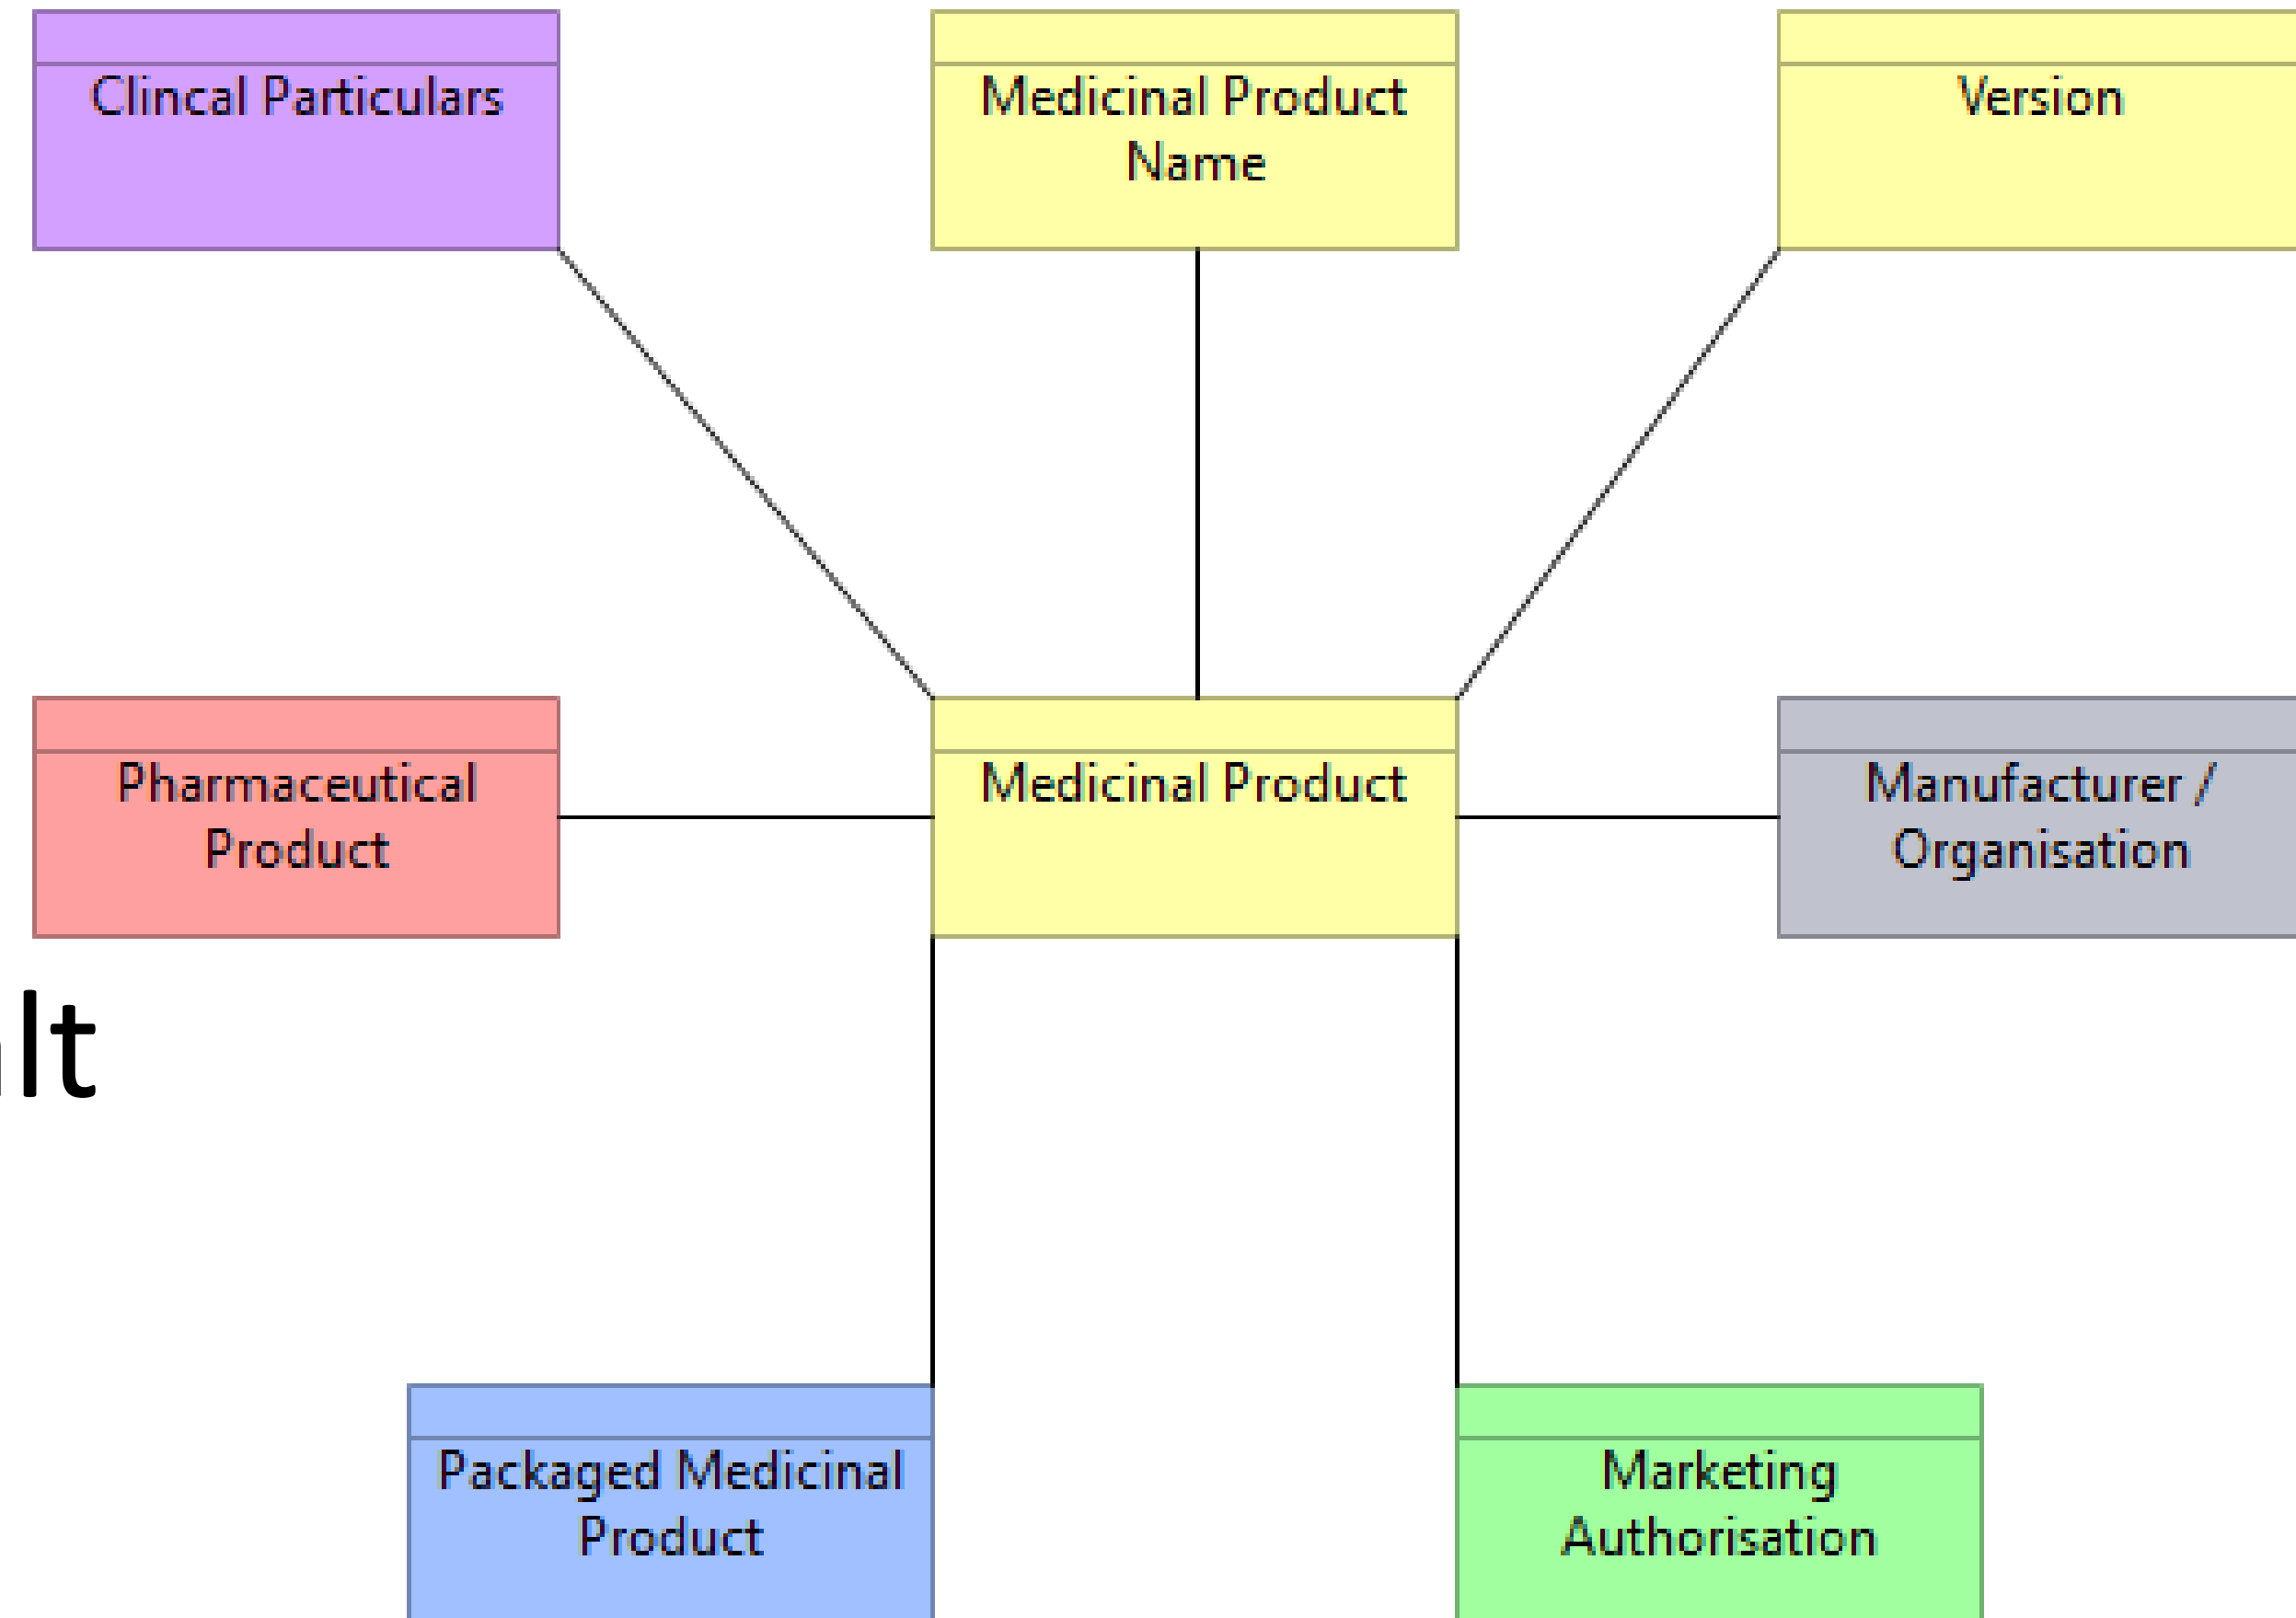 Clincal Particulars
Medicinal Product
Name
Version
Pharmaceutical
Product
Medicinal Product
Manufacturer /
Organisation
lt
Packaged Medicinal
Product
Marketing
Authorisation